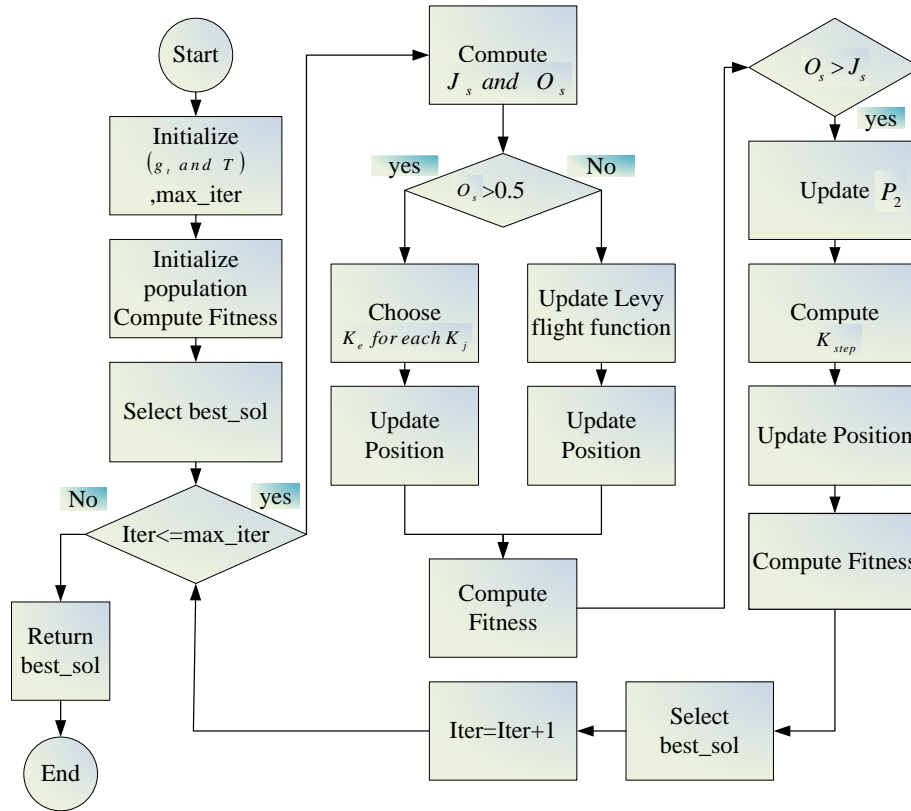 Start
Initialize
(g_t and T)
,max_iter
Initialize
population
Compute Fitness
Select best_sol
No
yes
Iter<=max_iter
Return
best_sol
End
Compute
J_s and O_s
yes
No
O_s>0.5
Choose
K_e for each K_j
Update
Position
Update Levy
flight function
Update
Position
Compute
Fitness
O_s>J_s
yes
Update P_2
Compute
K_step
Update Position
Compute Fitness
Select
best_sol
Iter=Iter+1